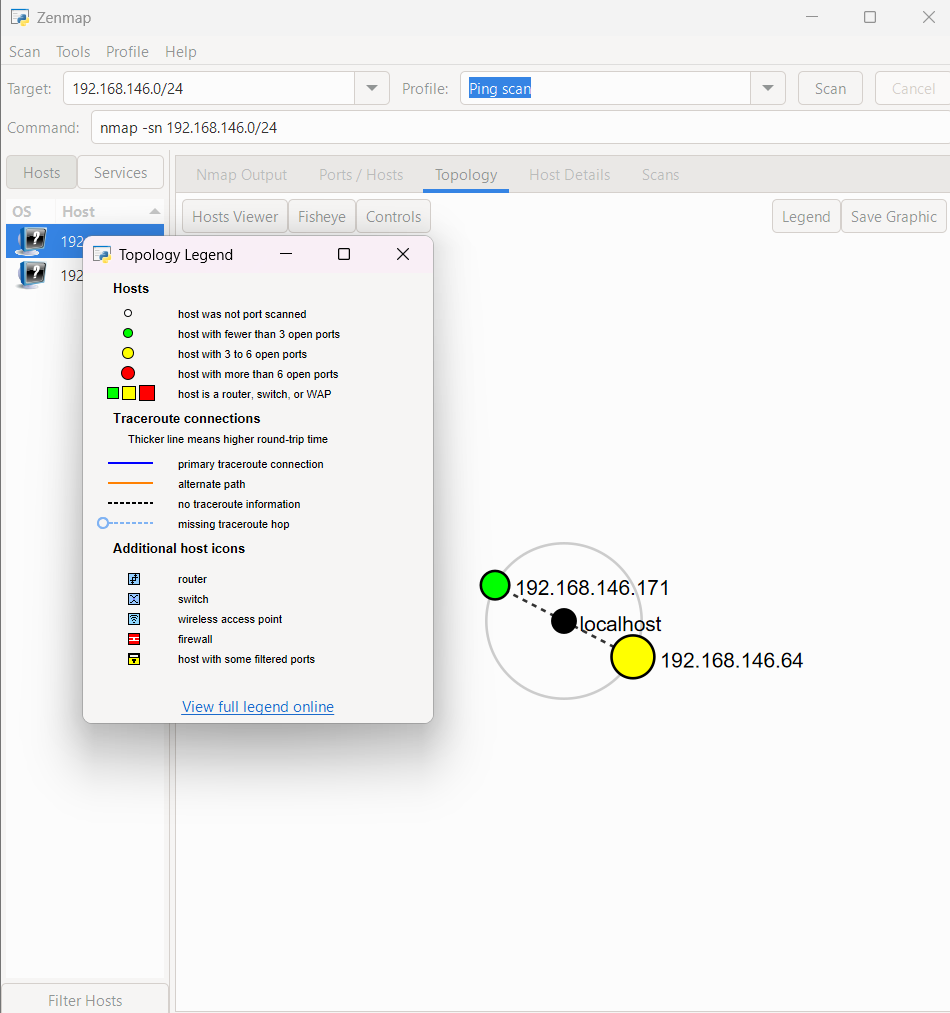 Zenmap
Scan Tools Profile Help
Target: 192.168.146.0/24 Profile: Ping scan Scan Cancel
Command: nmap -sn 192.168.146.0/24
Hosts Services
Nmap Output Ports / Hosts Topology Host Details Scans
OS Host
Hosts Viewer Fisheye Controls Legend Save Graphic
192
192
Topology Legend
Hosts
host was not port scanned
host with fewer than 3 open ports
host with 3 to 6 open ports
host with more than 6 open ports
host is a router, switch, or WAP
Traceroute connections
Thicker line means higher round-trip time
primary traceroute connection
alternate path
no traceroute information
missing traceroute hop
Additional host icons
router
switch
wireless access point
firewall
host with some filtered ports
View full legend online
192.168.146.171
localhost
192.168.146.64
Filter Hosts